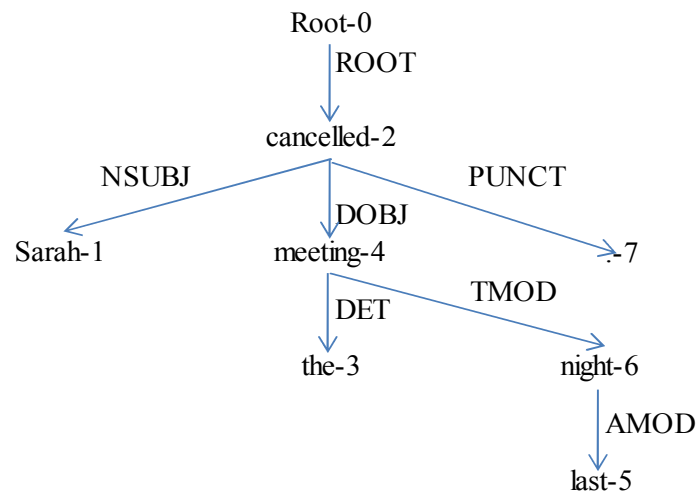 Root-0
ROOT
cancelled-2
NSUBJ
PUNCT
DOBJ
Sarah-1
meeting-4
.-7
DET
TMOD
the-3
night-6
AMOD
last-5